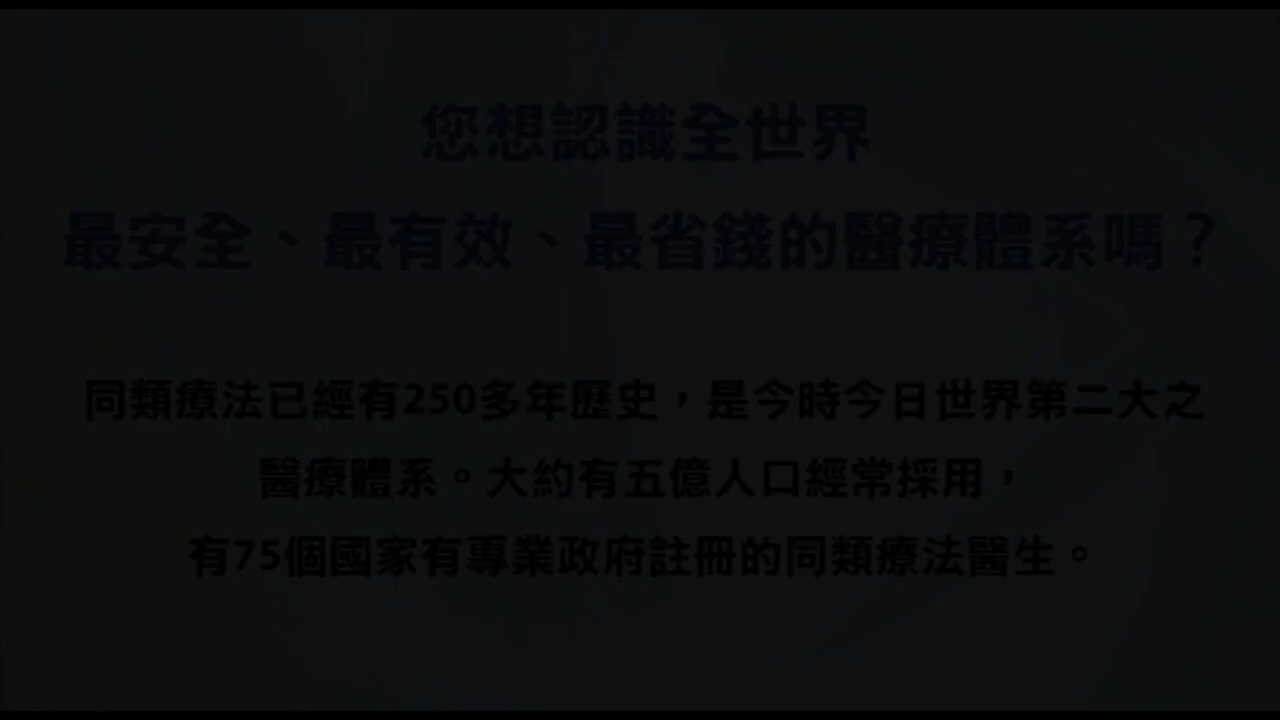 您想認識全世界
最安全、最有效、最省錢的醫療體系嗎？
同類療法已經有250多年歷史，是今時今日世界第二大之
醫療體系。大約有五億人口經常採用，
有75個國家有專業政府註冊的同類療法醫生。